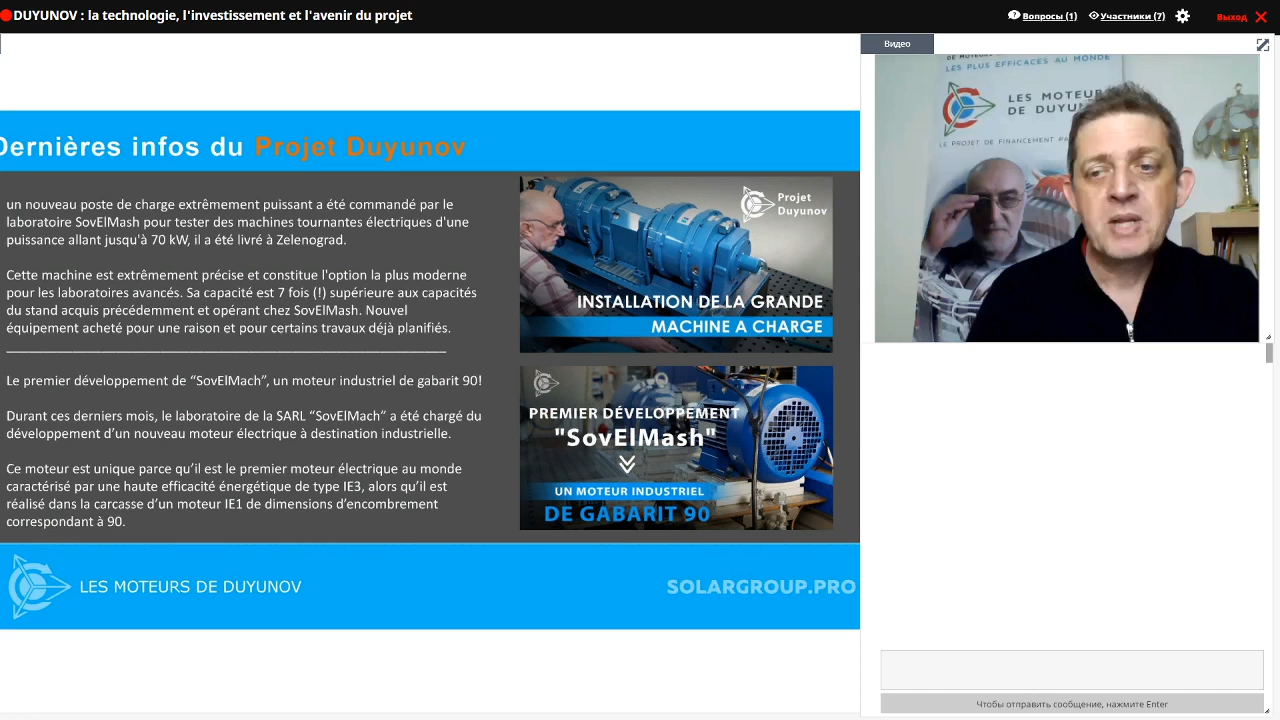 DUYUNOV : la technologie, l'investissement et l'avenir du projet
Вопросы (1)
Участники (7)
Выход
Видео
Dernières infos du Projet Duyunov
un nouveau poste de charge extrêmement puissant a été commandé par le
laboratoire SovElMash pour tester des machines tournantes électriques d'une
puissance allant jusqu'à 70 kW, il a été livré à Zelenograd.
Cette machine est extrêmement précise et constitue l'option la plus moderne
pour les laboratoires avancés. Sa capacité est 7 fois (!) supérieure aux capacités
du stand acquis précédemment et opérant chez SovElMash. Nouvel
équipement acheté pour une raison et pour certains travaux déjà planifiés.
Le premier développement de “SovElMach”, un moteur industriel de gabarit 90!
Durant ces derniers mois, le laboratoire de la SARL “SovElMach” a été chargé du
développement d’un nouveau moteur électrique à destination industrielle.
Ce moteur est unique parce qu’il est le premier moteur électrique au monde
caractérisé par une haute efficacité énergétique de type IE3, alors qu’il est
réalisé dans la carcasse d’un moteur IE1 de dimensions d’encombrement
correspondant à 90.
Projet
Duyunov
INSTALLATION DE LA GRANDE
MACHINE A CHARGE
PREMIER DÉVELOPPEMENT
"SovElMash"
UN MOTEUR INDUSTRIEL
DE GABARIT 90
LES MOTEURS DE DUYUNOV
SOLARGROUP.PRO
LES PLUS EFFICACES AU MONDE
LES MOTEUR
DE DUYU
LE PROJET DE FINANCEMENT
Чтобы отправить сообщение, нажмите Enter